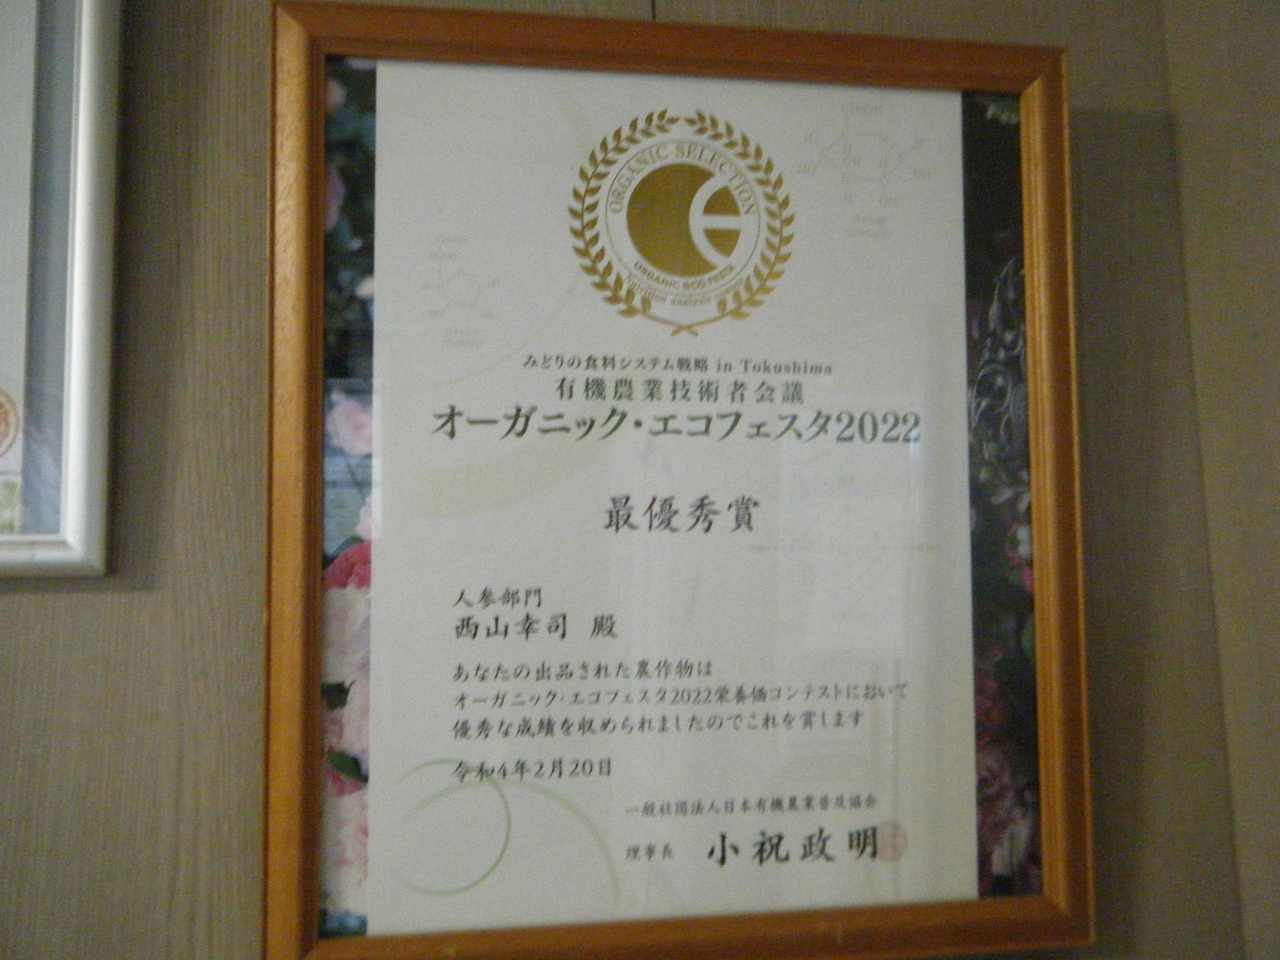 ORGANIC SELECTION
ORGANIC ECO FESTA
Nutrition analysis
みどりの食料システム戦略 in Tokushima
有機農業技術者会議
オーガニック・エコフェスタ2022
最優秀賞
人参部門
西山幸司 殿
あなたの出品された農作物は
オーガニック・エコフェスタ2022栄養価コンテストにおいて
優秀な成績を収められましたのでこれを賞します
令和4年2月20日
一般社団法人日本有機農業普及協会
理事長 小祝政明